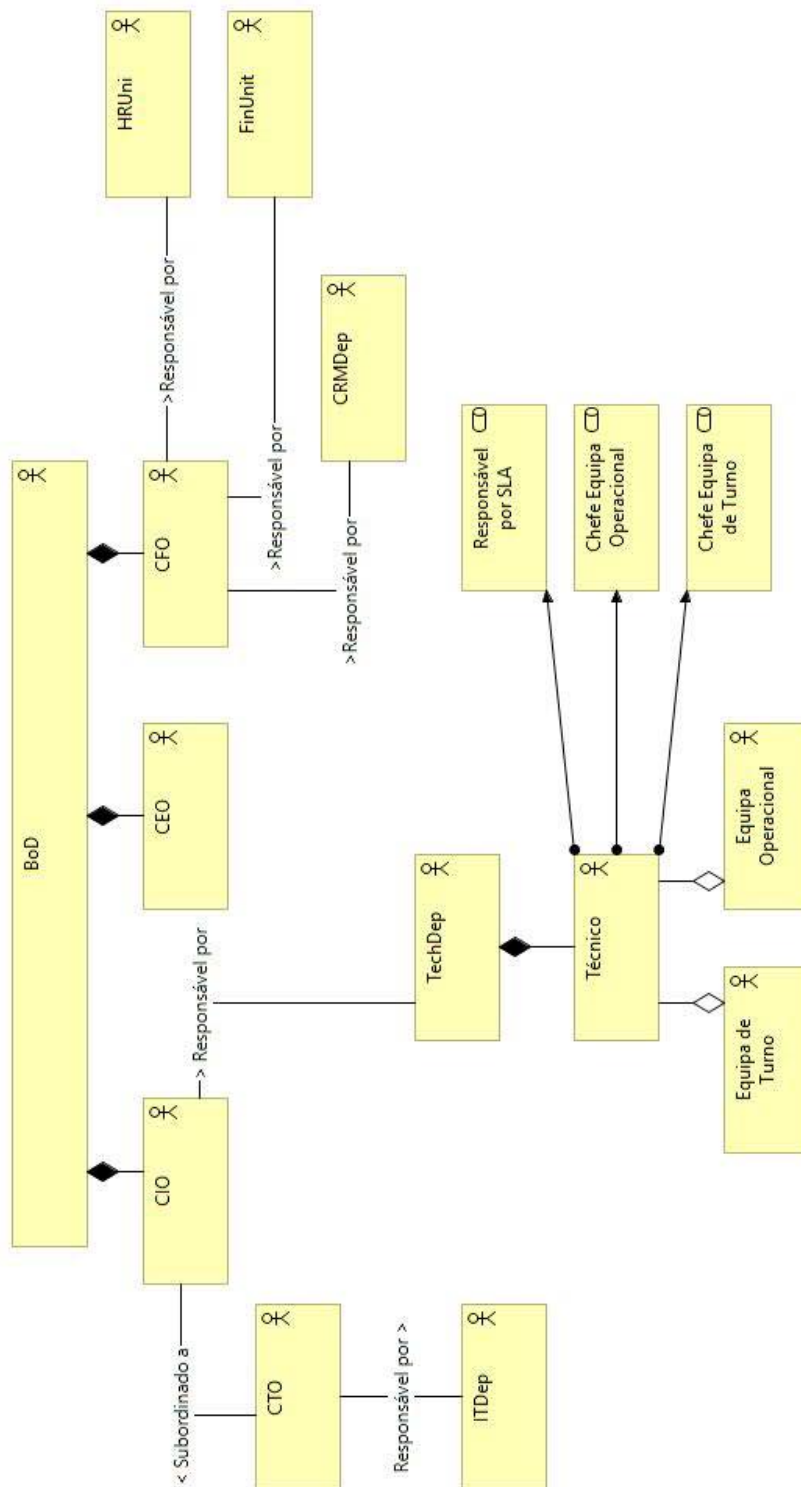 BoD
CIO
CEO
CFO
< Subordinado a
> Responsável por
>Responsável por
>Responsável por
>Responsável por
HRUni
FinUnit
CRMDep
CTO
Responsável por >
ITDep
TechDep
Técnico
Responsável
por SLA
Chefe Equipa
Operacional
Chefe Equipa
de Turno
Equipa de
Turno
Equipa
Operacional